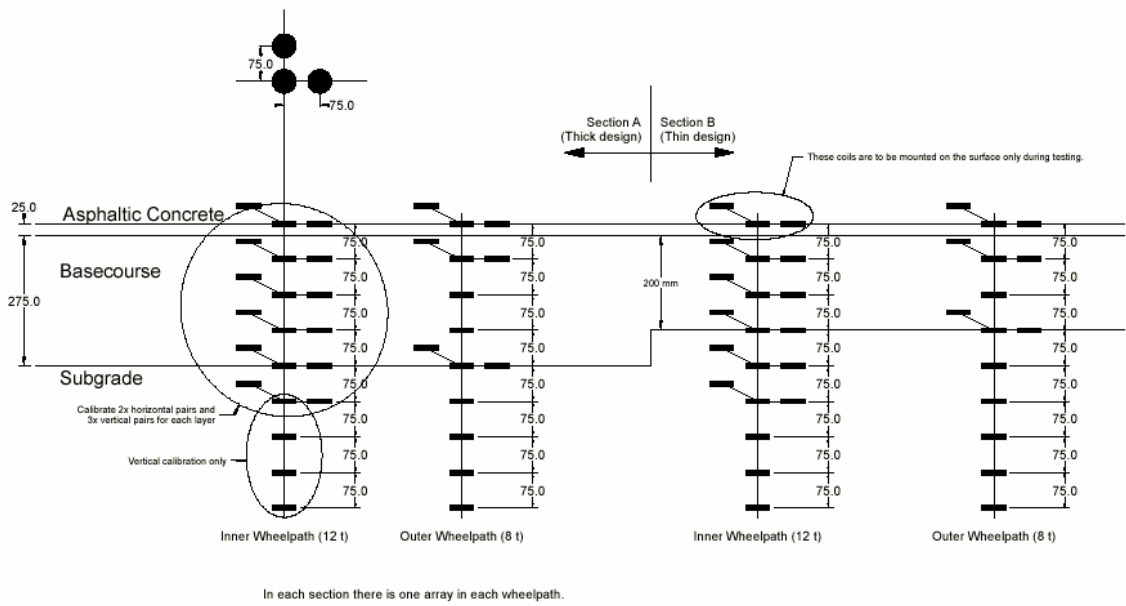 75.0
75.0
Section A
(Thick design)
Section B
(Thin design)
These coils are to be mounted on the surface only during testing.
25.0
Asphaltic Concrete
75.0 75.0 75.0 75.0
Basecourse
75.0 75.0 75.0 75.0
200 mm
275.0
75.0 75.0 75.0 75.0
75.0 75.0 75.0 75.0
Subgrade
75.0 75.0 75.0 75.0
Calibrate 2x horizontal pairs and
3x vertical pairs for each layer
75.0 75.0 75.0 75.0
Vertical calibration only
75.0 75.0 75.0 75.0
75.0 75.0 75.0 75.0
Inner Wheelpath (12 t)
Outer Wheelpath (8 t)
Inner Wheelpath (12 t)
Outer Wheelpath (8 t)
In each section there is one array in each wheelpath.